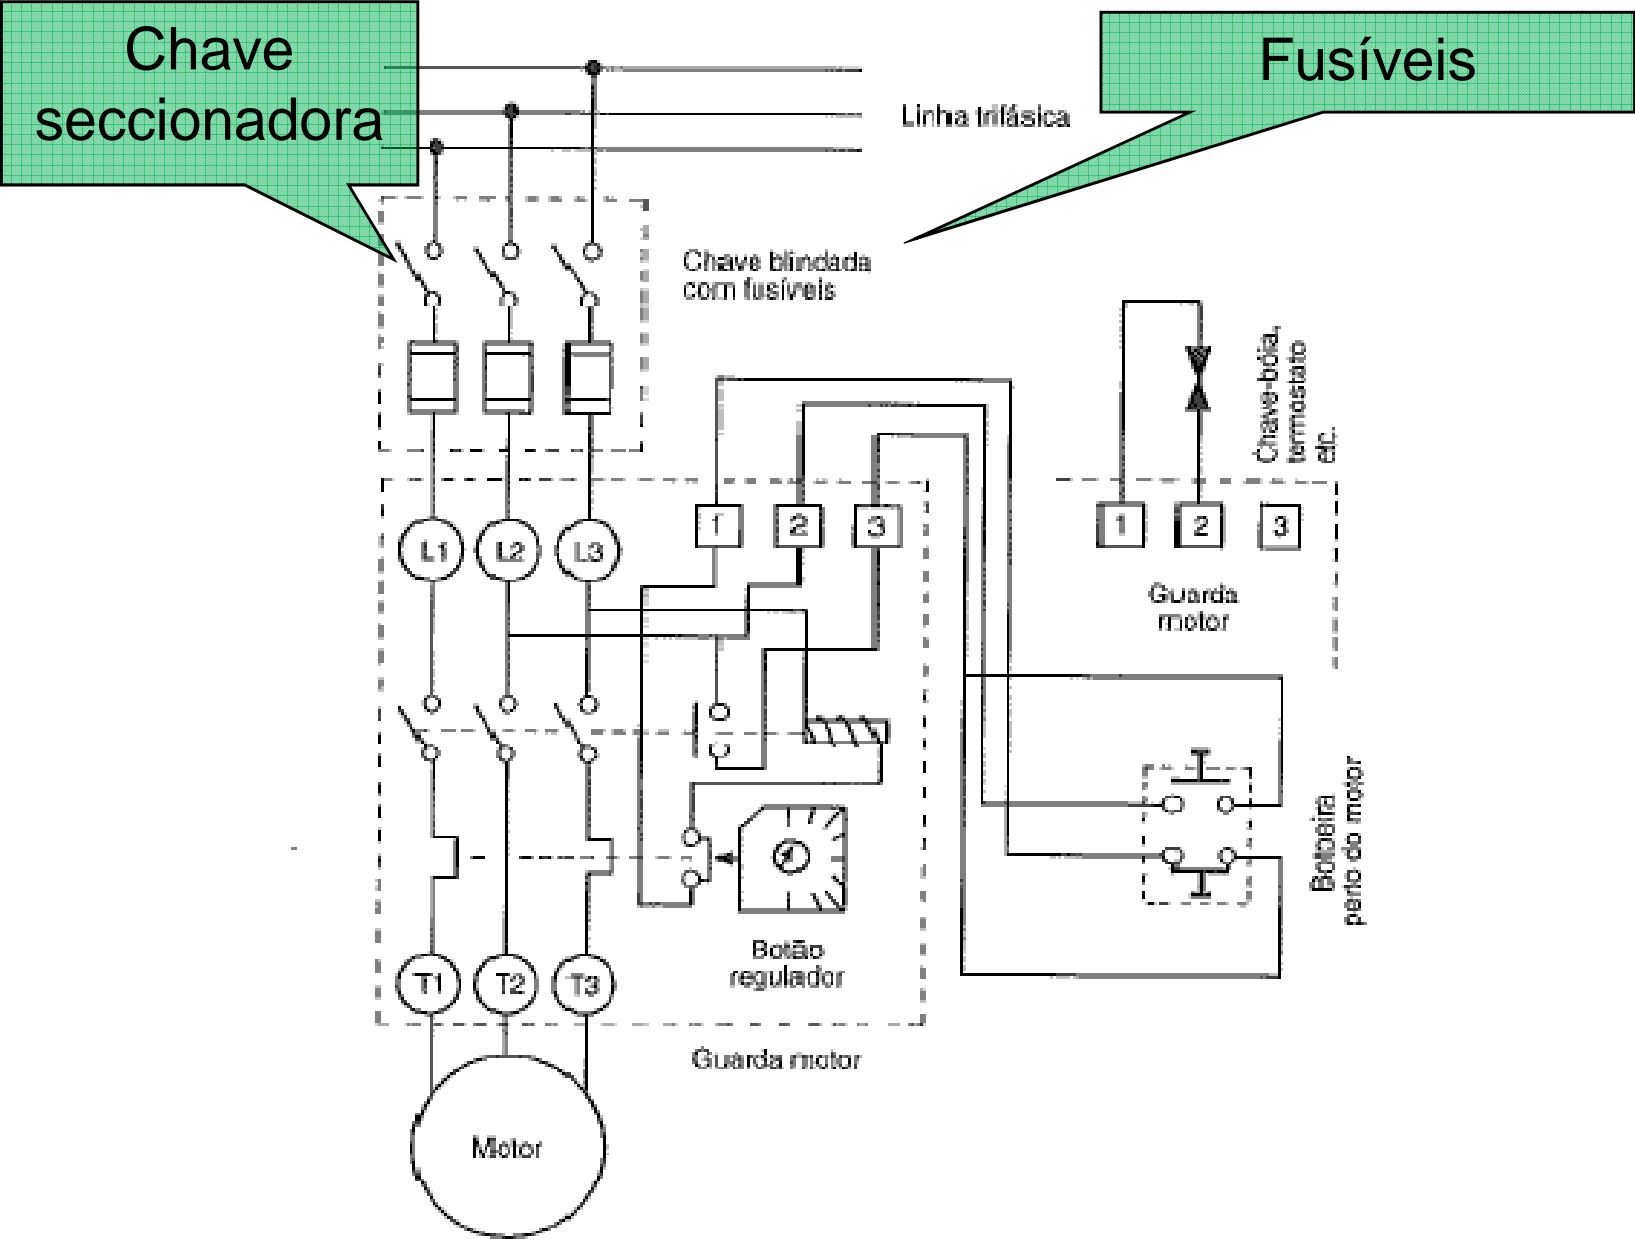 Chave
seccionadora
Fusíveis
Linha trifásica
Chave blindada
com fusíveis
Chave-bóia,
termostato
etc.
1
2
3
1
2
3
L1
L2
L3
Guarda
motor
Botoeira
perto do motor
Botão
regulador
T1
T2
T3
Guarda motor
Motor